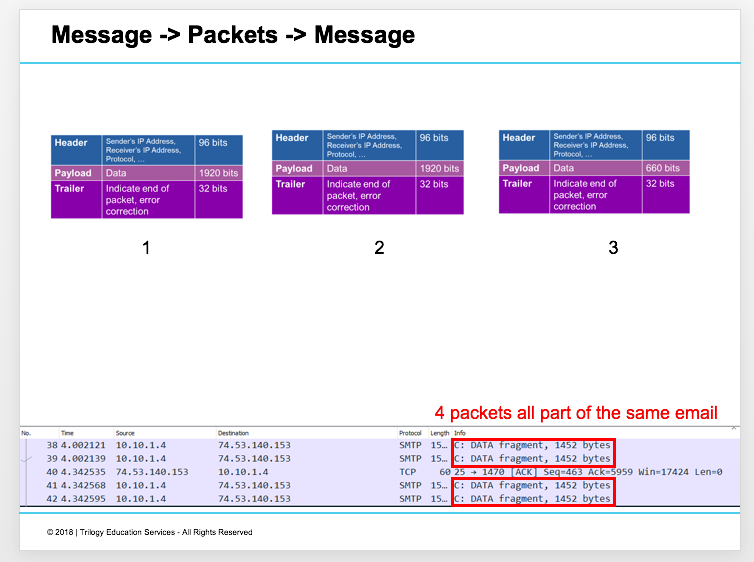 Message -> Packets -> Message
Header Sender's IP Address, Receiver's IP Address, Protocol, ... 96 bits
Payload Data 1920 bits
Trailer Indicate end of packet, error correction 32 bits
1
Header Sender's IP Address, Receiver's IP Address, Protocol, ... 96 bits
Payload Data 1920 bits
Trailer Indicate end of packet, error correction 32 bits
2
Header Sender's IP Address, Receiver's IP Address, Protocol, ... 96 bits
Payload Data 660 bits
Trailer Indicate end of packet, error correction 32 bits
3
4 packets all part of the same email
No. Time Source Destination Protocol Length Info
38 4.002121 10.10.1.4 74.53.140.153 SMTP 15… C: DATA fragment, 1452 bytes
39 4.002139 10.10.1.4 74.53.140.153 SMTP 15… C: DATA fragment, 1452 bytes
40 4.342535 74.53.140.153 10.10.1.4 TCP 60 25 → 1470 [ACK] Seq=463 Ack=5959 Win=17424 Len=0
41 4.342568 10.10.1.4 74.53.140.153 SMTP 15… C: DATA fragment, 1452 bytes
42 4.342595 10.10.1.4 74.53.140.153 SMTP 15… C: DATA fragment, 1452 bytes
© 2018 | Trilogy Education Services - All Rights Reserved